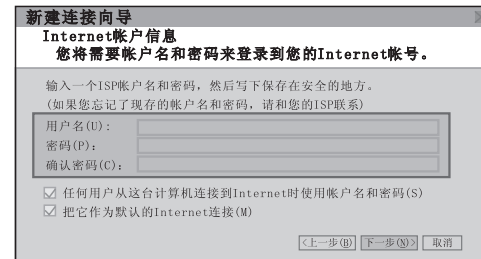 新建连接向导
Internet帐户信息
您将需要帐户名和密码来登录到您的Internet帐号。
输入一个ISP帐户名和密码，然后写下保存在安全的地方。
(如果您忘记了现存的帐户名和密码，请和您的ISP联系)
用户名(U):
密码(P):
确认密码(C):
任何用户从这台计算机连接到Internet时使用帐户名和密码(S)
把它作为默认的Internet连接(M)
<上一步(B) 下一步(N)> 取消